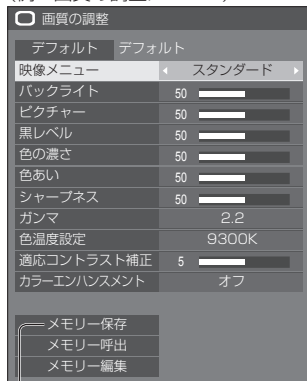 画質の調整
デフォルト デフォルト
映像メニュー スタンダード
バックライト 50
ピクチャー 50
黒レベル 50
色の濃さ 50
色あい 50
シャープネス 50
ガンマ 2.2
色温度設定 9300K
適応コントラスト補正 5
カラーエンハンスメント オフ
メモリー保存
メモリー呼出
メモリー編集